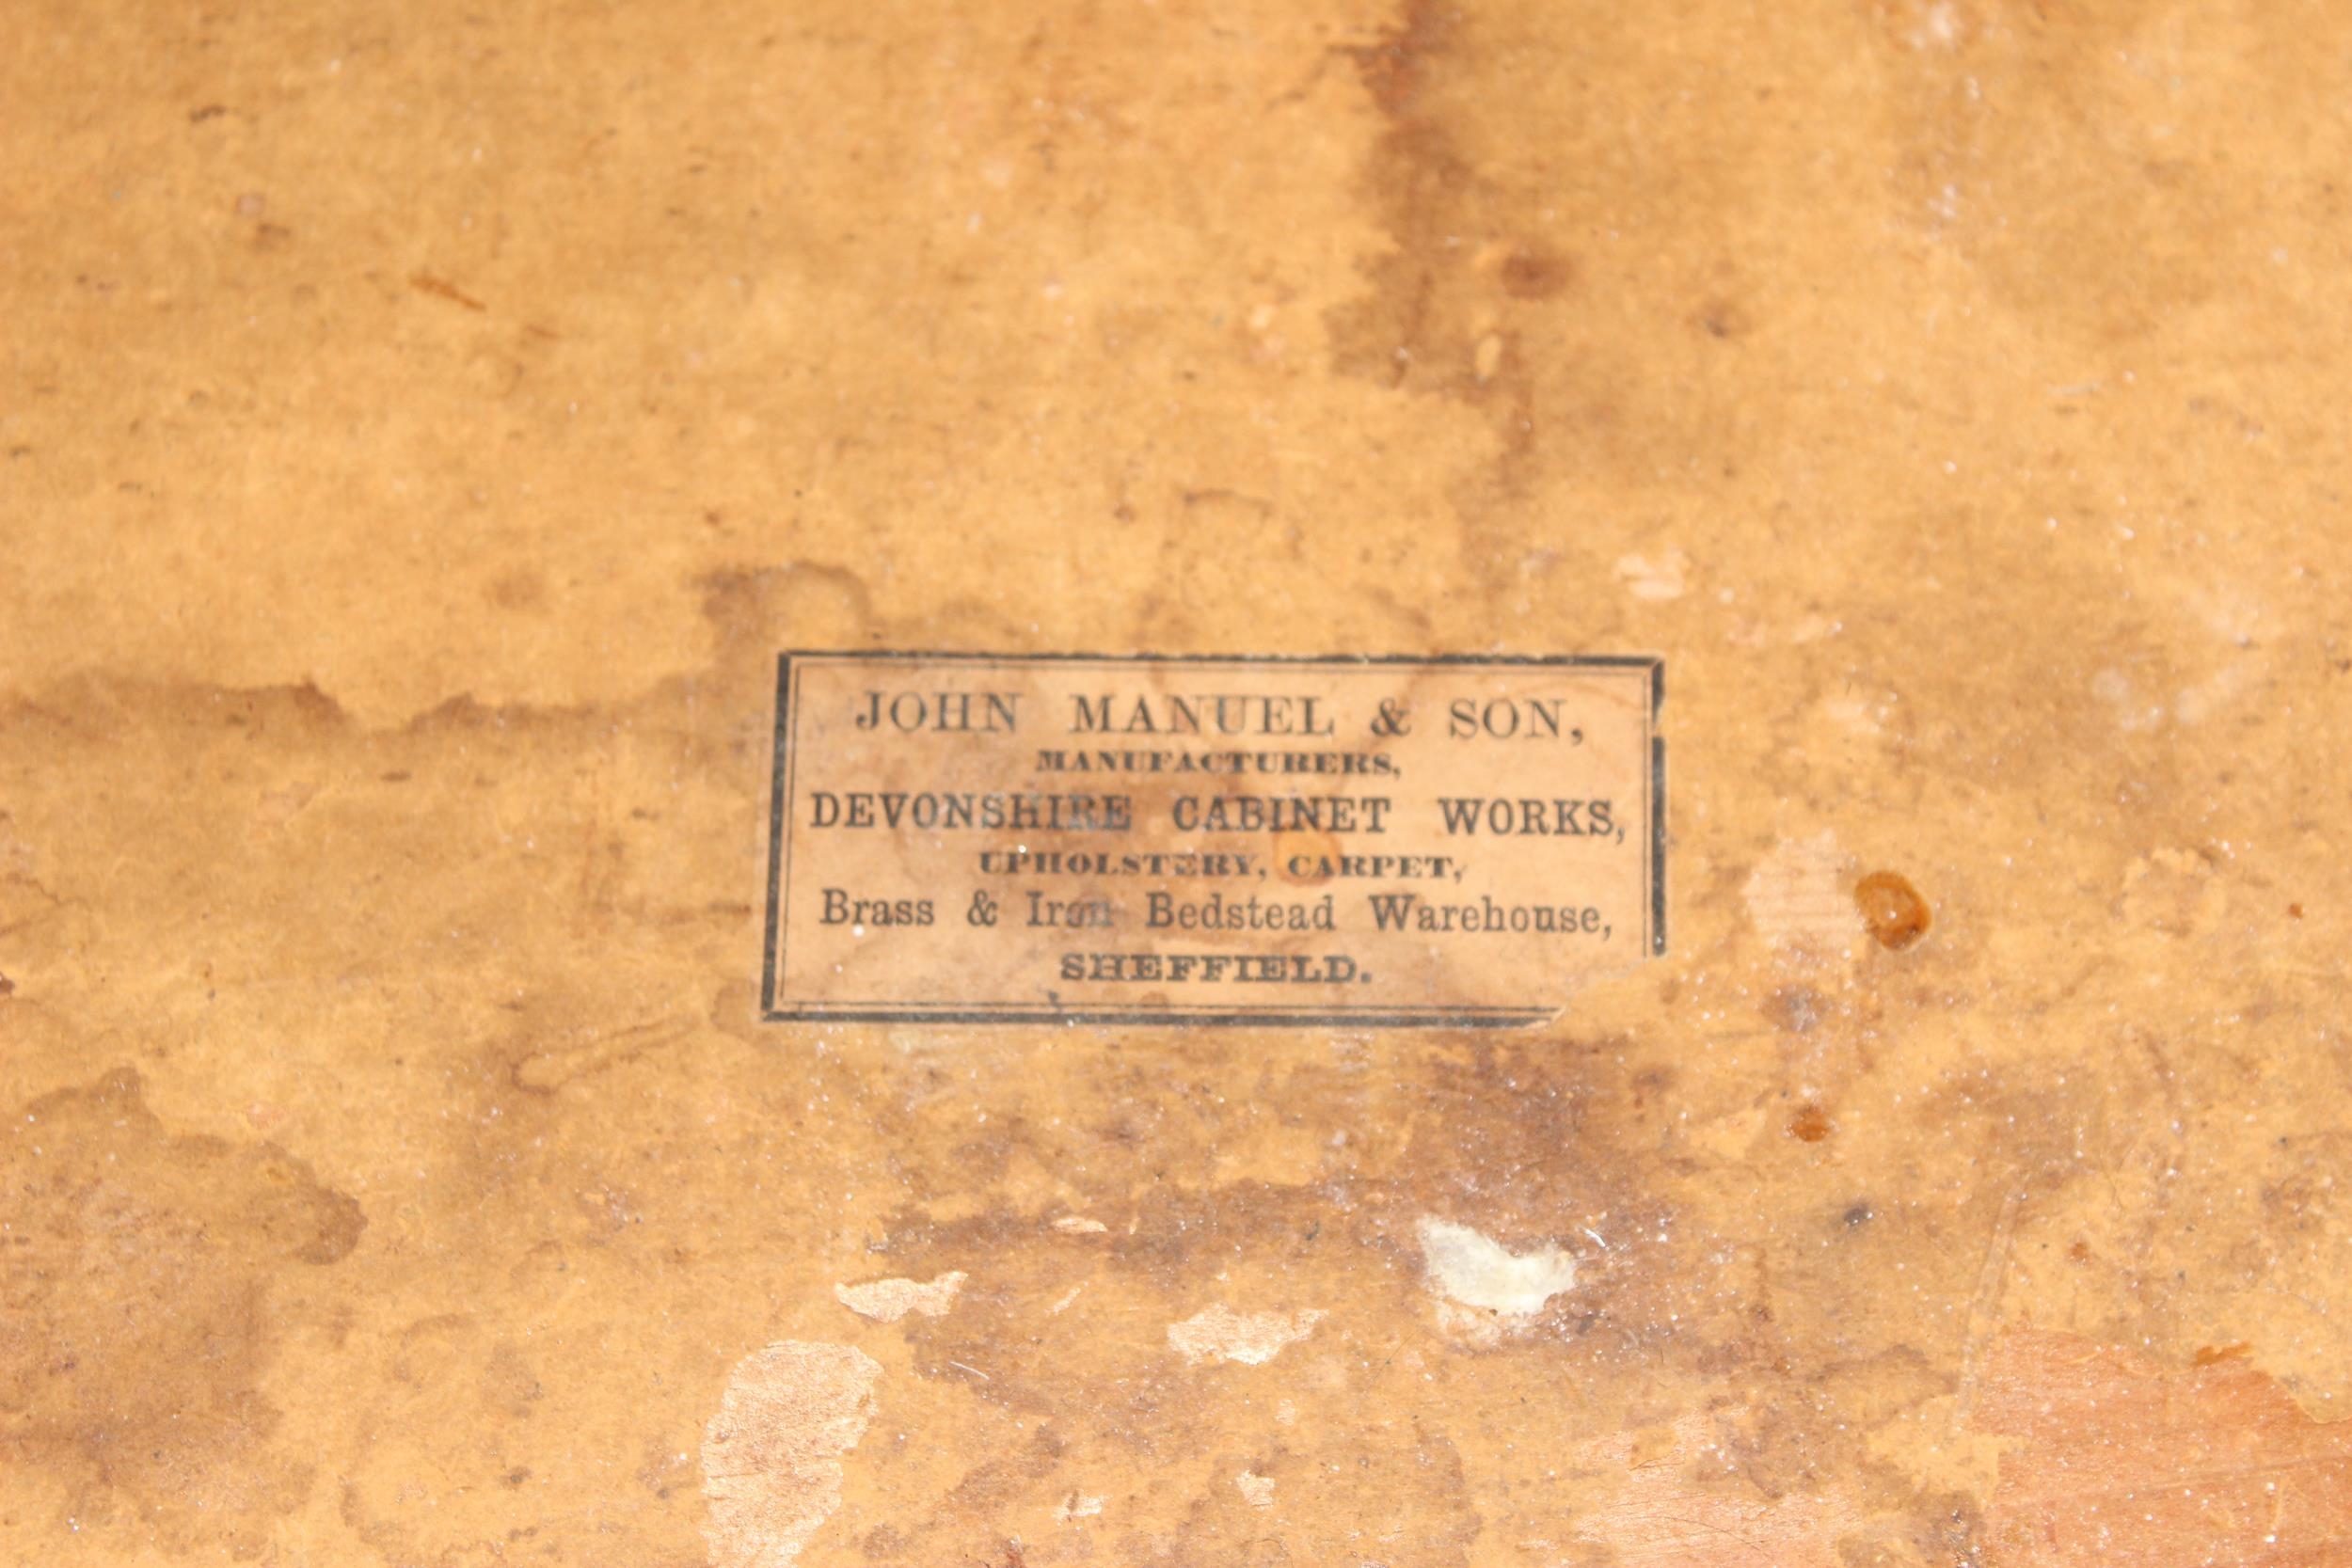 JOHN MANUEL & SON,
MANUFACTURERS,
DEVONSHIRE CABINET WORKS,
UPHOLSTERY, CARPET,
Brass & Iron Bedstead Warehouse,
SHEFFIELD.